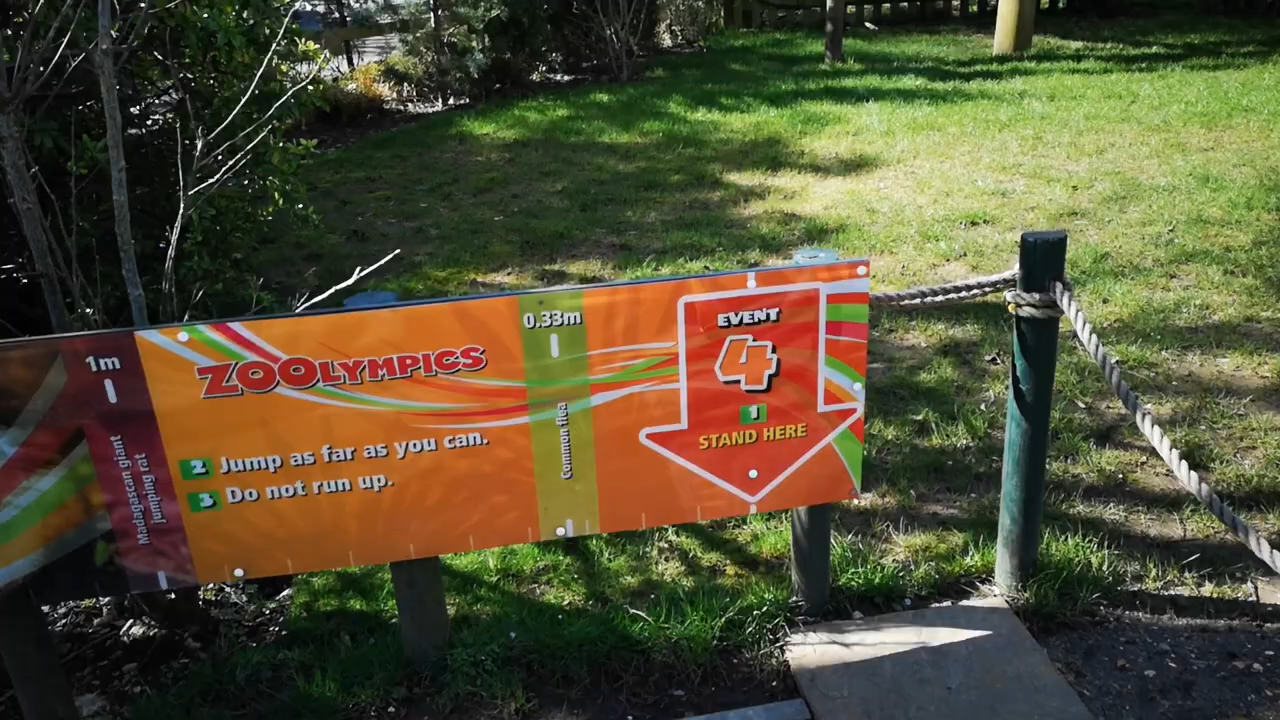 1m
Madagascan giant
jumping rat
ZOOLYMPICS
2 Jump as far as you can.
3 Do not run up.
0.33m
Common flea
EVENT
4
1
STAND HERE